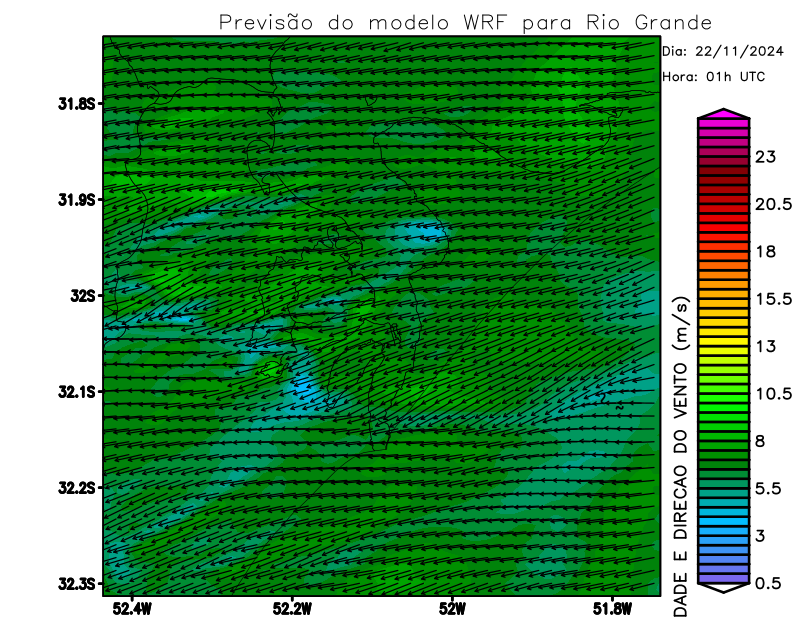 Previsão do modelo WRF para Rio Grande
Dia: 22/11/2024
Hora: 01h UTC
31.8S
31.9S
32S
32.1S
32.2S
32.3S
52.4W
52.2W
52W
51.8W
23
20.5
18
15.5
13
10.5
8
5.5
3
0.5
DADE E DIRECAO DO VENTO (m/s)